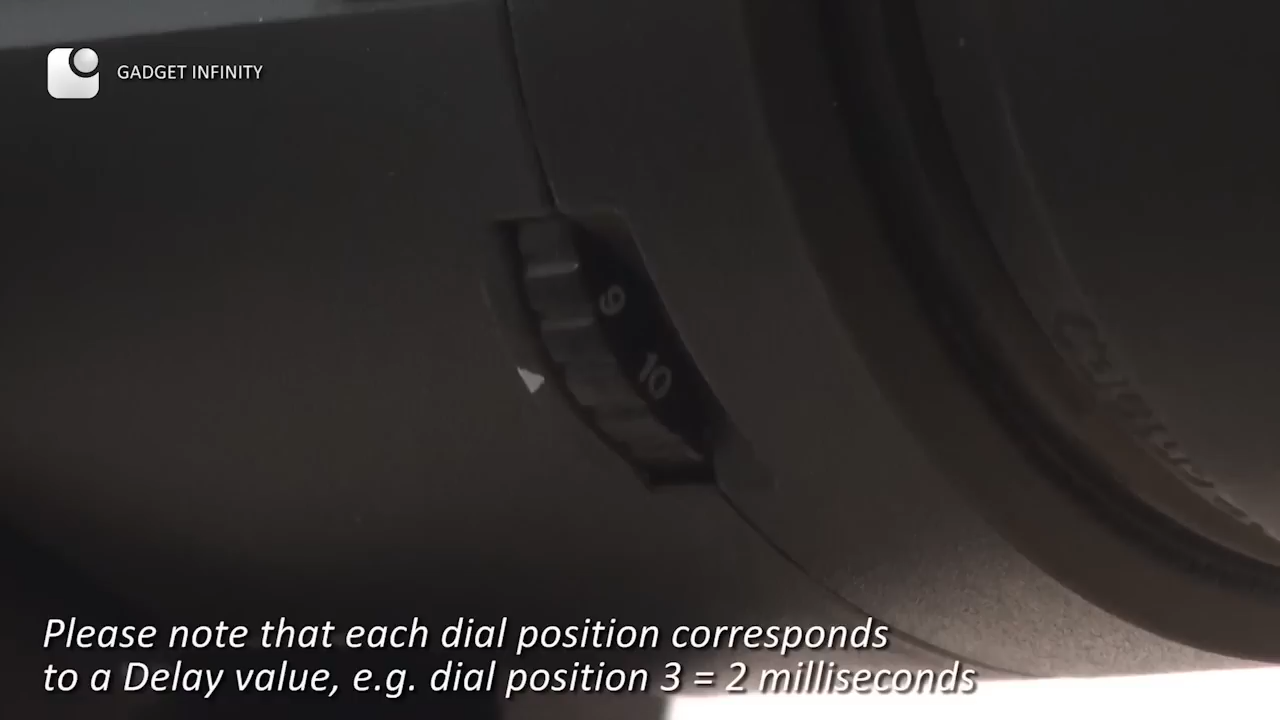 GADGET INFINITY
9
10
Please note that each dial position corresponds
to a Delay value, e.g. dial position 3 = 2 milliseconds